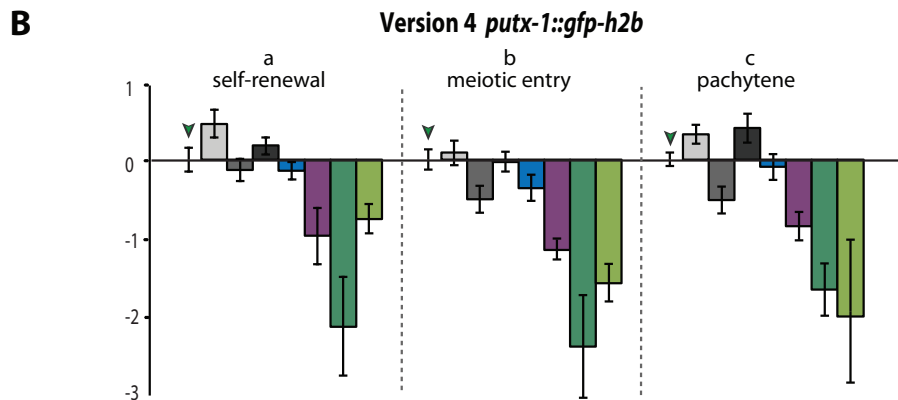 B
Version 4 putx-1::gfp-h2b
a
self-renewal
b
meiotic entry
c
pachytene
1
0
-1
-2
-3